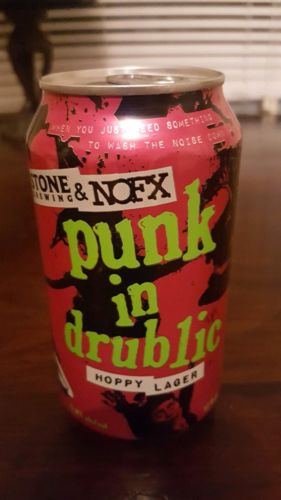 WHEN YOU JUST NEED SOMETHING
TO WASH THE NOISE DOWN
STONE & NOFX
BREWING
punk
in
drublic
HOPPY LAGER